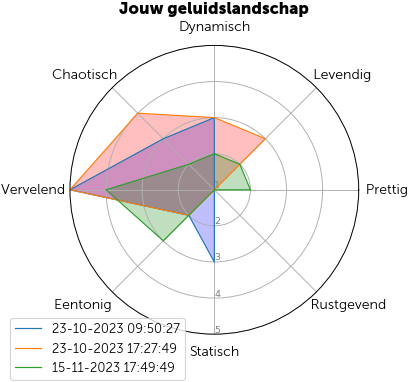 Jouw geluidslandschap
Dynamisch
Chaotisch
Levendig
Vervelend
Prettig
Eentonig
Rustgevend
Statisch
1
2
3
4
5
23-10-2023 09:50:27
23-10-2023 17:27:49
15-11-2023 17:49:49